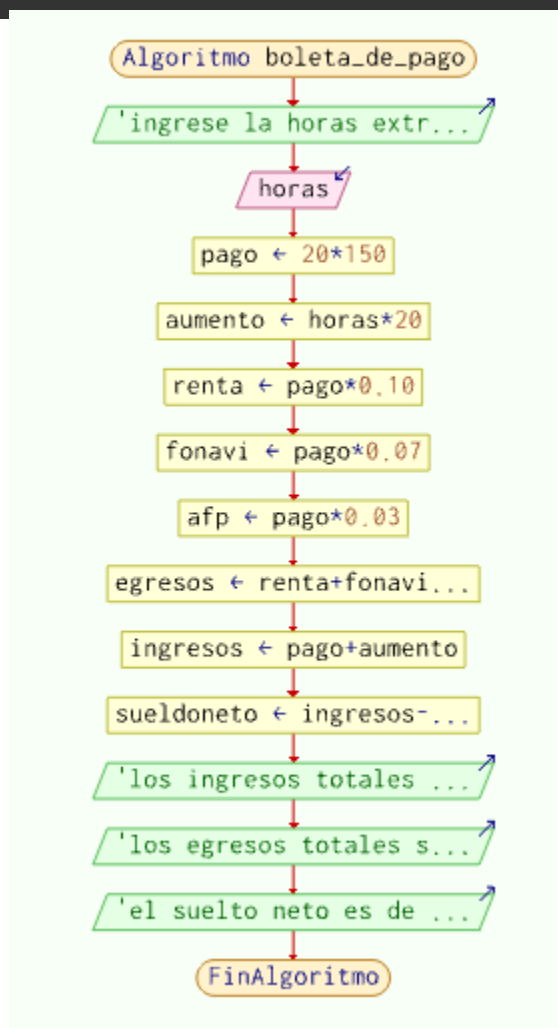 Algoritmo boleta_de_pago
'ingrese la horas extr...
horas
pago ← 20*150
aumento ← horas*20
renta ← pago*0.10
fonavi ← pago*0.07
afp ← pago*0.03
egresos ← renta+fonavi...
ingresos ← pago+aumento
sueldoneto ← ingresos-...
'los ingresos totales ...
'los egresos totales s...
'el suelto neto es de ...
FinAlgoritmo